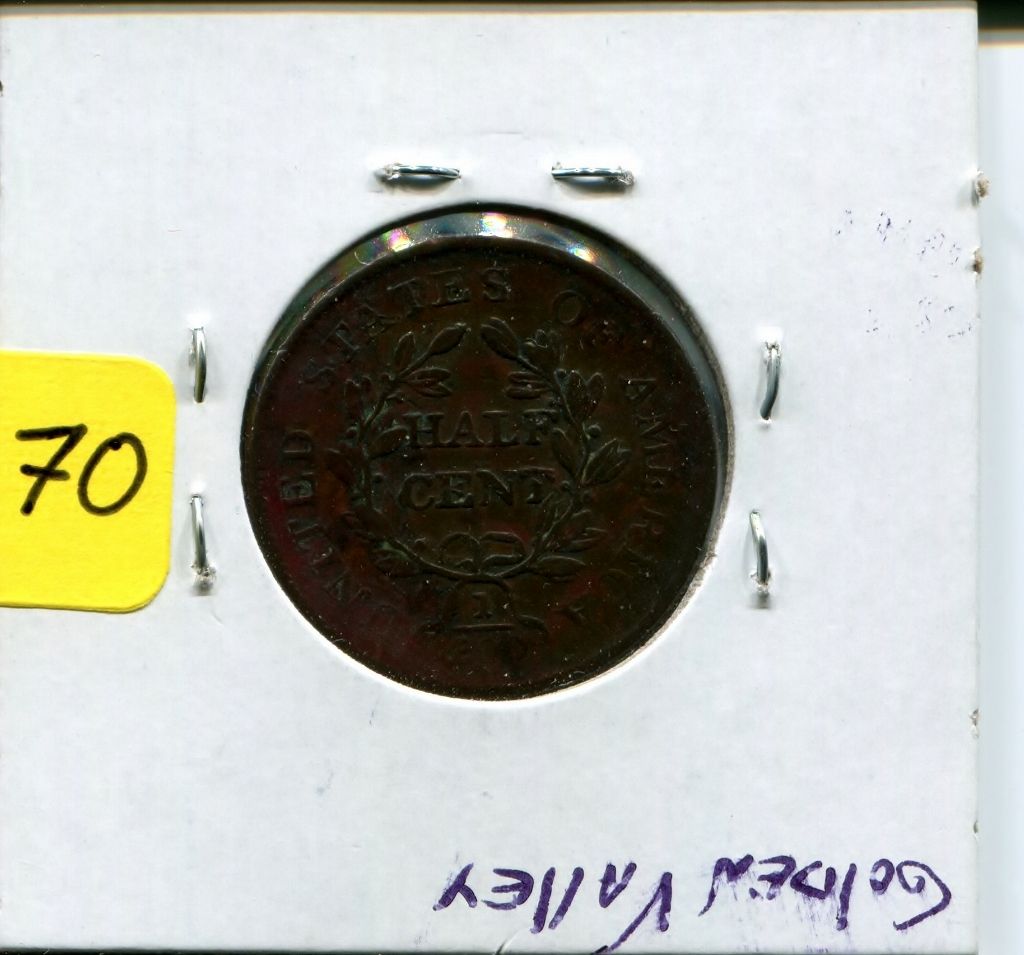 70
UNITED STATES OF AMERICA
HALF
CENT
1
Golden Valley